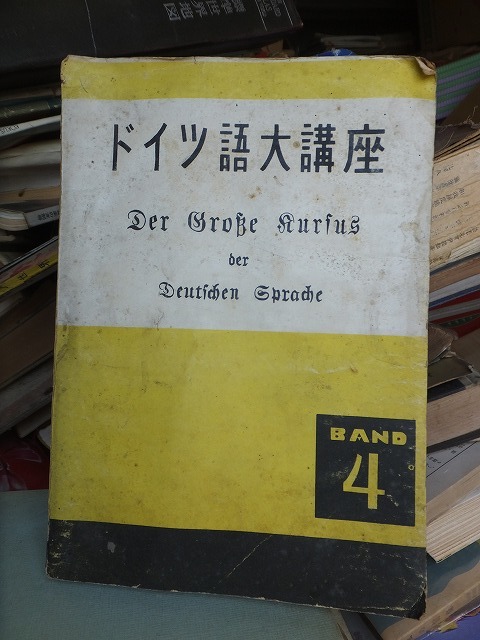 ドイツ語大講座
Der Große Kursus
der
Deutschen Sprache
BAND
4